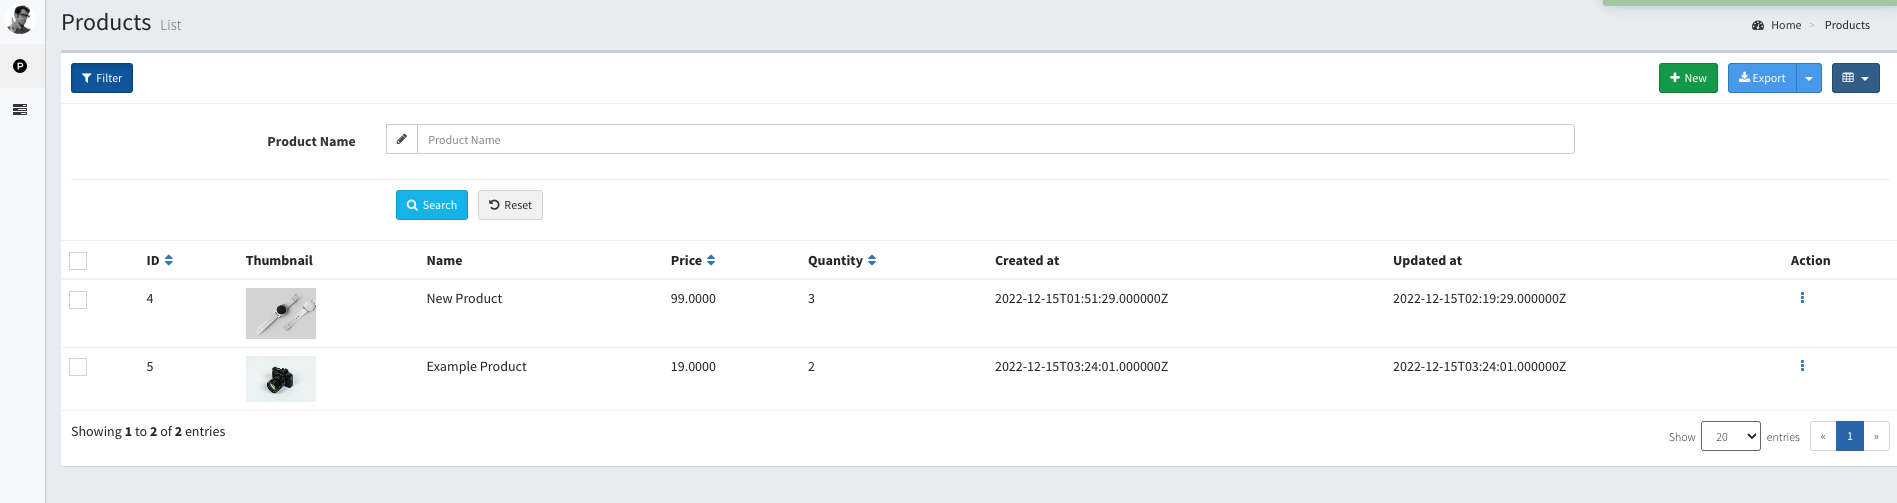 Products List
Home > Products
P
Filter
New Export
Product Name Product Name
Search Reset
ID Thumbnail Name Price Quantity Created at Updated at Action
4 New Product 99.0000 3 2022-12-15T01:51:29.000000Z 2022-12-15T02:19:29.000000Z
5 Example Product 19.0000 2 2022-12-15T03:24:01.000000Z 2022-12-15T03:24:01.000000Z
Showing 1 to 2 of 2 entries
Show 20 entries « 1 »